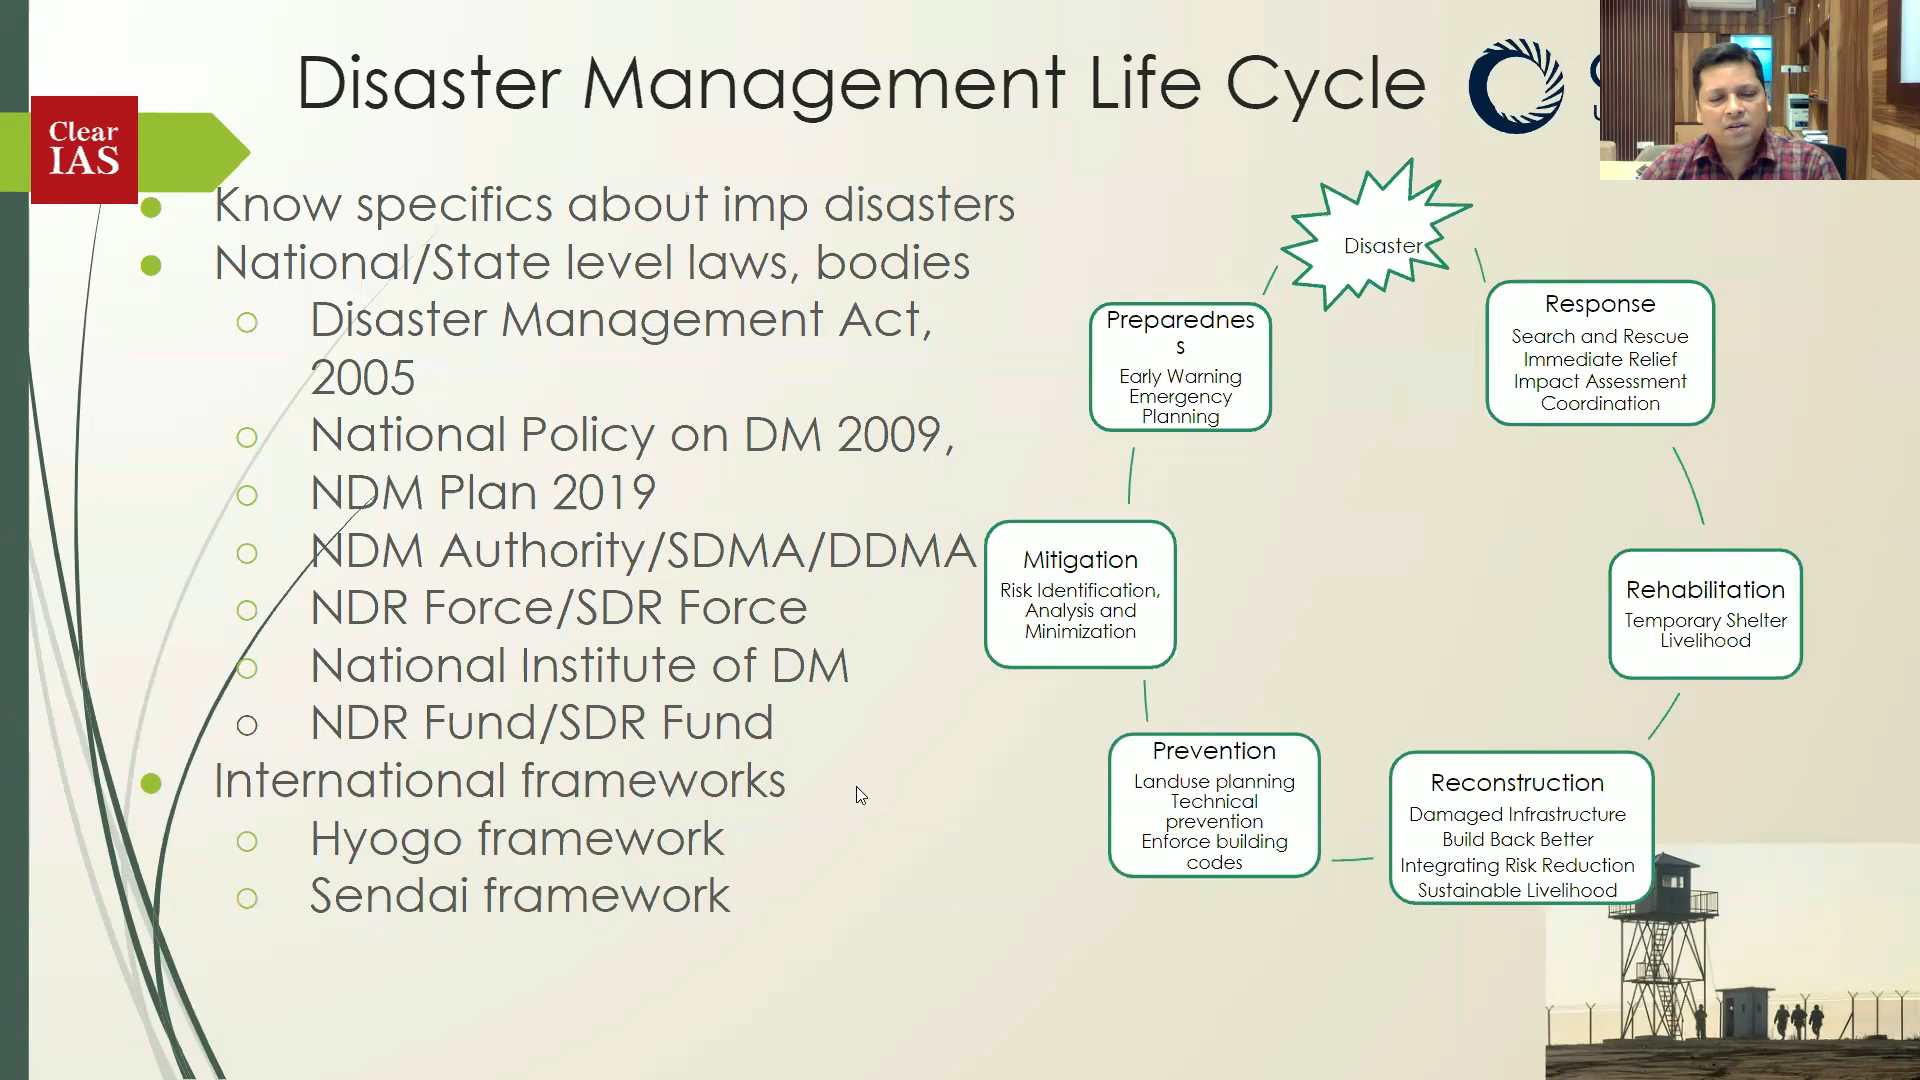 Disaster Management Life Cycle
Clear
IAS
Know specifics about imp disasters
National/State level laws, bodies
Disaster Management Act,
2005
National Policy on DM 2009,
NDM Plan 2019
NDM Authority/SDMA/DDMA
NDR Force/SDR Force
National Institute of DM
NDR Fund/SDR Fund
International frameworks
Hyogo framework
Sendai framework
Disaster
Response
Search and Rescue
Immediate Relief
Impact Assessment
Coordination
Rehabilitation
Temporary Shelter
Livelihood
Reconstruction
Damaged Infrastructure
Build Back Better
Integrating Risk Reduction
Sustainable Livelihood
Prevention
Landuse planning
Technical
prevention
Enforce building
codes
Mitigation
Risk Identification,
Analysis and
Minimization
Preparednes
s
Early Warning
Emergency
Planning